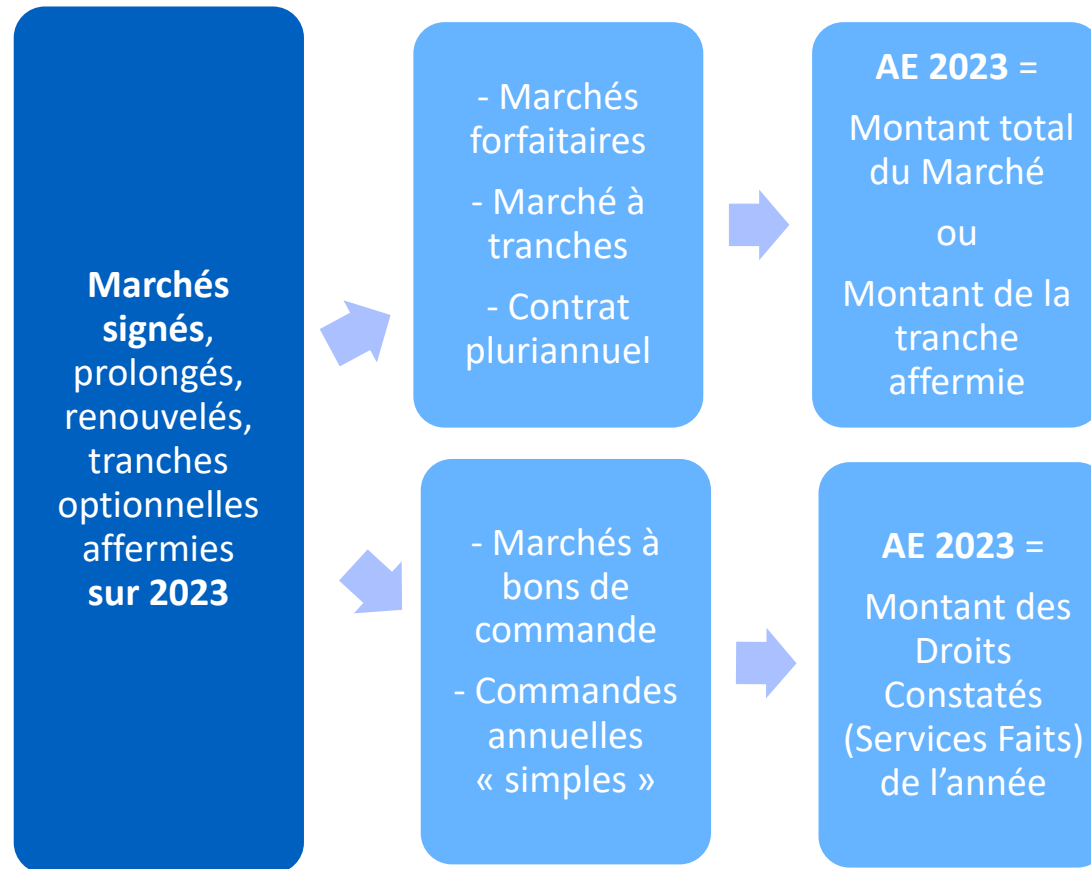 Marchés
signés,
prolongés,
renouvelés,
tranches
optionnelles
affermies
sur 2023
- Marchés
forfaitaires
- Marché à
tranches
- Contrat
pluriannuel
AE 2023 =
Montant total
du Marché
ou
Montant de la
tranche
affermie
- Marchés à
bons de
commande
- Commandes
annuelles
« simples »
AE 2023 =
Montant des
Droits
Constatés
(Services Faits)
de l’année